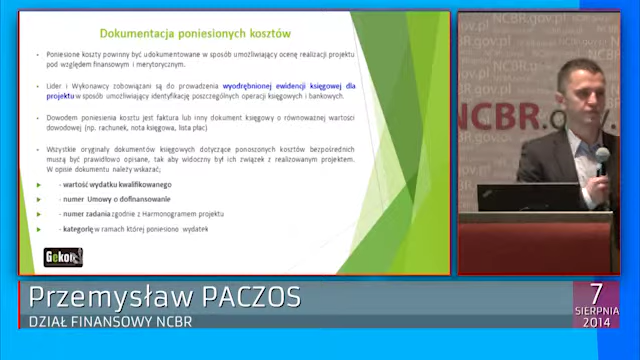 Dokumentacja poniesionych kosztów
Poniesione koszty powinny być udokumentowane w sposób umożliwiający ocenę realizacji projektu
pod względem finansowym i merytorycznym.
Lider i Wykonawcy zobowiązani są do prowadzenia wyodrębnionej ewidencji księgowej dla
projektu w sposób umożliwiający identyfikację poszczególnych operacji księgowych i bankowych.
Dowodem poniesienia kosztu jest faktura lub inny dokument księgowy o równoważnej wartości
dowodowej (np. rachunek, nota księgowa, lista płac)
Wszystkie oryginały dokumentów księgowych dotyczące ponoszonych kosztów bezpośrednich
muszą być prawidłowo opisane, tak aby widoczny był ich związek z realizowanym projektem.
W opisie dokumentu należy wskazać;
- wartość wydatku kwalifikowanego
- numer Umowy o dofinansowanie
- numer zadania zgodnie z Harmonogramem projektu
- kategorię w ramach której poniesiono wydatek
Gekon
NCBR.gov.pl
Przemysław PACZOS
DZIAŁ FINANSOWY NCBR
7
SIERPNIA
2014